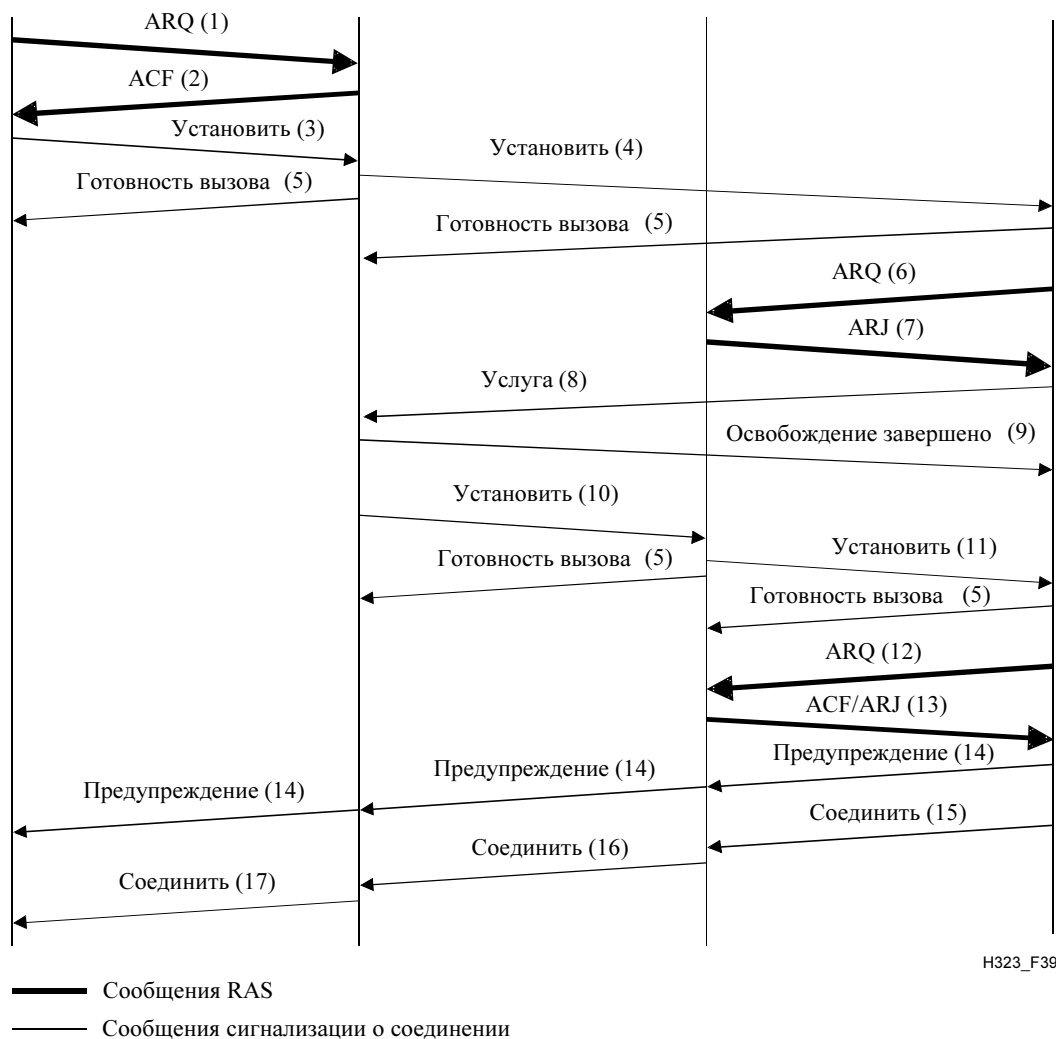 ARQ (1)
ACF (2)
Установить (3)
Установить (4)
Готовность вызова (5)
Готовность вызова (5)
ARQ (6)
ARJ (7)
Услуга (8)
Освобождение завершено (9)
Установить (10)
Установить (11)
Готовность вызова (5)
Готовность вызова (5)
ARQ (12)
ACF/ARJ (13)
Предупреждение (14)
Предупреждение (14)
Предупреждение (14)
Соединить (15)
Соединить (16)
Соединить (17)
H323_F39
Сообщения RAS
Сообщения сигнализации о соединении